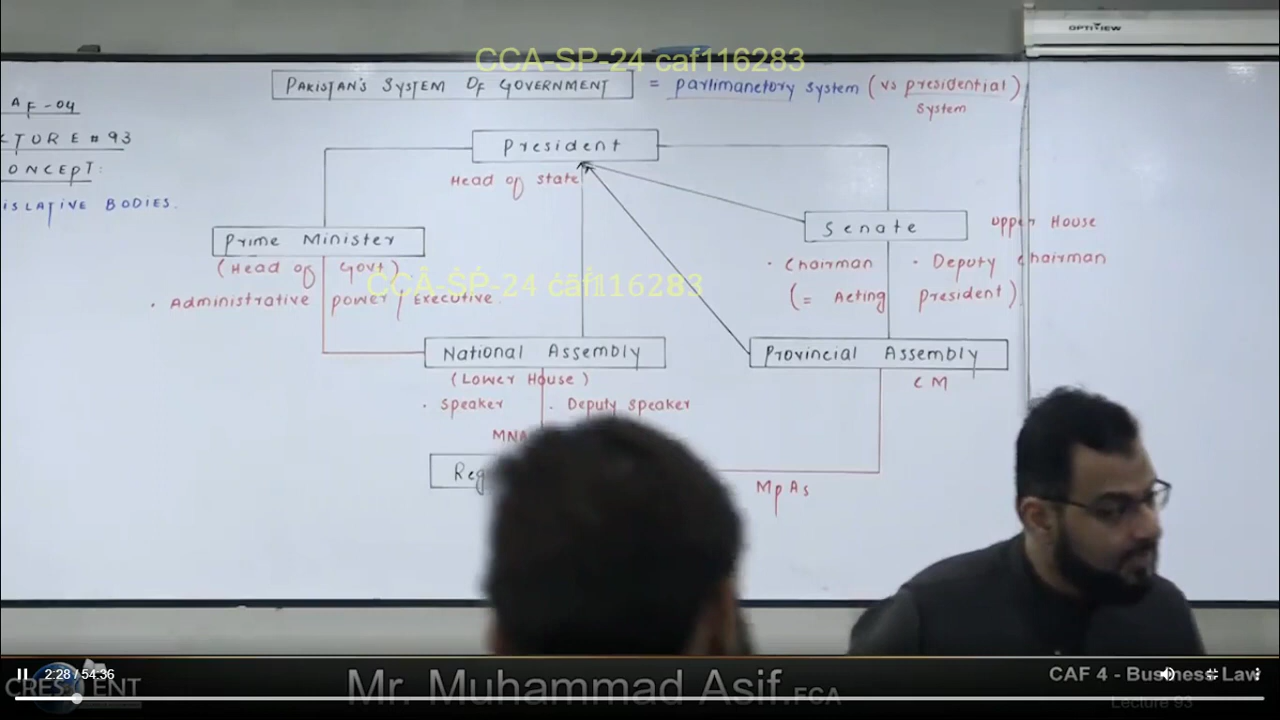 OPTIVIEW
CCA-SP-24 caf116283
PAKISTAN'S SYSTEM OF GOVERNMENT = parlimanetory system (vs presidential) system
AF-04
CTURE # 93
ONCEPT:
ISLATIVE BODIES.
President
Head of state
Prime Minister
(Head of Govt)
. Administrative power / Executive.
Senate
Upper House
. Chairman . Deputy Chairman
(= Acting president)
CCA-SP-24 caf116283
National Assembly
(Lower House)
. Speaker . Deputy Speaker
MNA
Reg
Provincial Assembly
CM
MPAs
2:28 / 54:36
CRESCENT
Mr. Muhammad Asif.FCA
CAF 4 - Business Law
Lecture 93